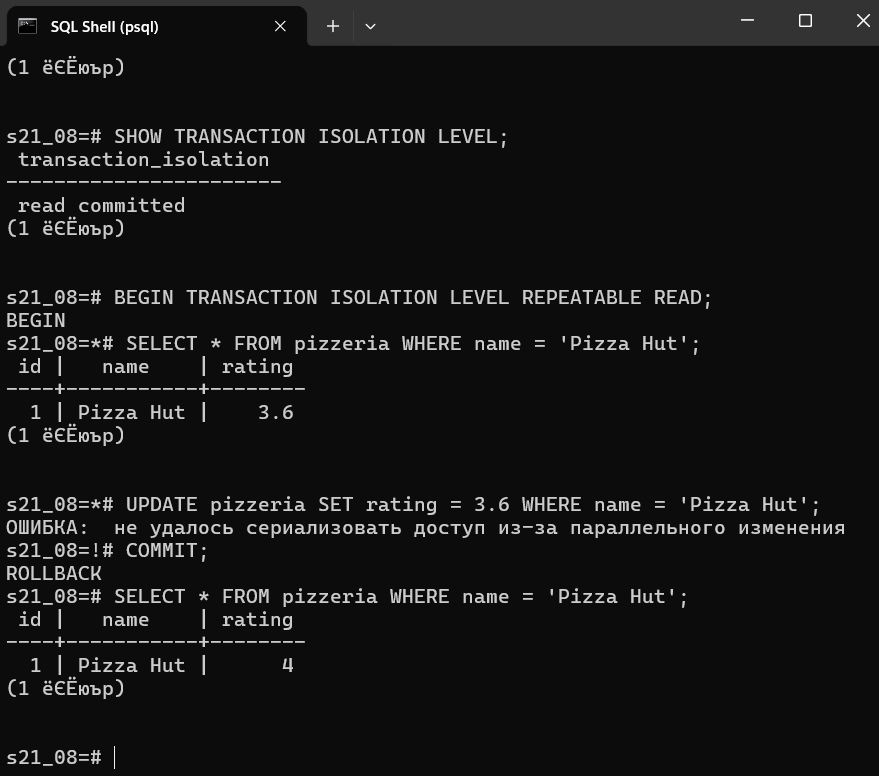 SQL Shell (psql)
(1 ёЄЁюър)
s21_08=# SHOW TRANSACTION ISOLATION LEVEL;
transaction_isolation
-----------------------
read committed
(1 ёЄЁюър)
s21_08=# BEGIN TRANSACTION ISOLATION LEVEL REPEATABLE READ;
BEGIN
s21_08=*# SELECT * FROM pizzeria WHERE name = 'Pizza Hut';
id |   name    | rating
----+-----------+--------
1 | Pizza Hut |    3.6
(1 ёЄЁюър)
s21_08=*# UPDATE pizzeria SET rating = 3.6 WHERE name = 'Pizza Hut';
ОШИБКА:  не удалось сериализовать доступ из-за параллельного изменения
s21_08=!# COMMIT;
ROLLBACK
s21_08=# SELECT * FROM pizzeria WHERE name = 'Pizza Hut';
id |   name    | rating
----+-----------+--------
1 | Pizza Hut |      4
(1 ёЄЁюър)
s21_08=#